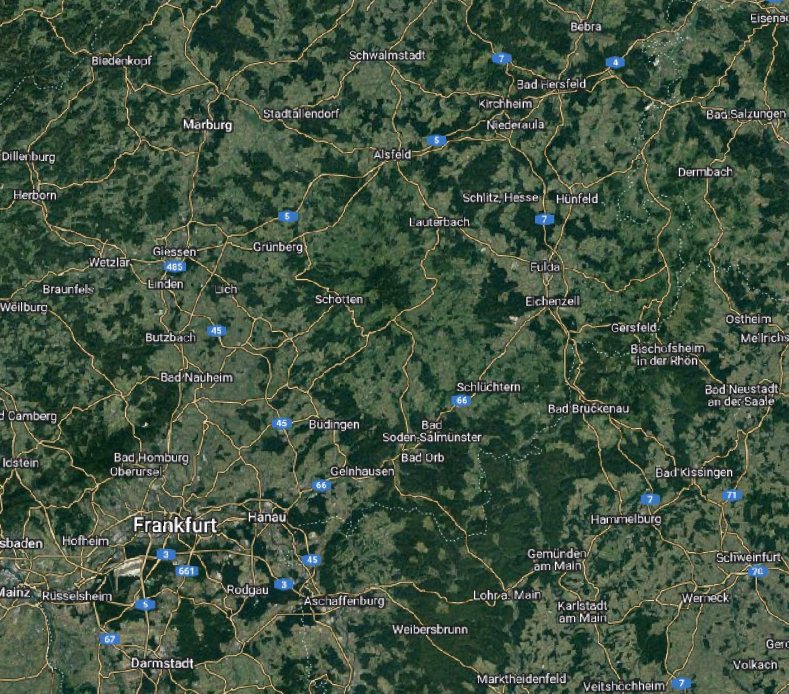 Bebra
Schwalmstadt
7
4
Biedenkopf
Bad Hersfeld
Kirchheim
Stadtallendorf
Bad Salzungen
Marburg
Niederaula
5
Alsfeld
Dillenburg
Dermbach
Herborn
Schlitz, Hesse
Hünfeld
5
Lauterbach
7
Grünberg
Giessen
Wetzlar
485
Fulda
Linden
Lich
Braunfels
Schotten
Eichenzell
Weilburg
Ostheim
Gersfeld
45
Butzbach
Bischofsheim
in der Rhön
Bad Nauheim
Schlüchtern
Bad Neustadt
an der Saale
66
Bad Brückenau
d Camberg
45
Büdingen
Bad
Soden-Salmünster
Bad Homburg
Bad Orb
Idstein
Oberursel
Gelnhausen
Bad Kissingen
66
7
71
Hanau
Hammelburg
Frankfurt
sbaden
Hofheim
3
45
Gemünden
am Main
Schweinfurt
661
70
3
Mainz
Rüsselsheim
Rodgau
Lohr a. Main
Werneck
5
Aschaffenburg
Karlstadt
am Main
Weibersbrunn
67
Darmstadt
Volkach
Marktheidenfeld
Veitshöchheim
7